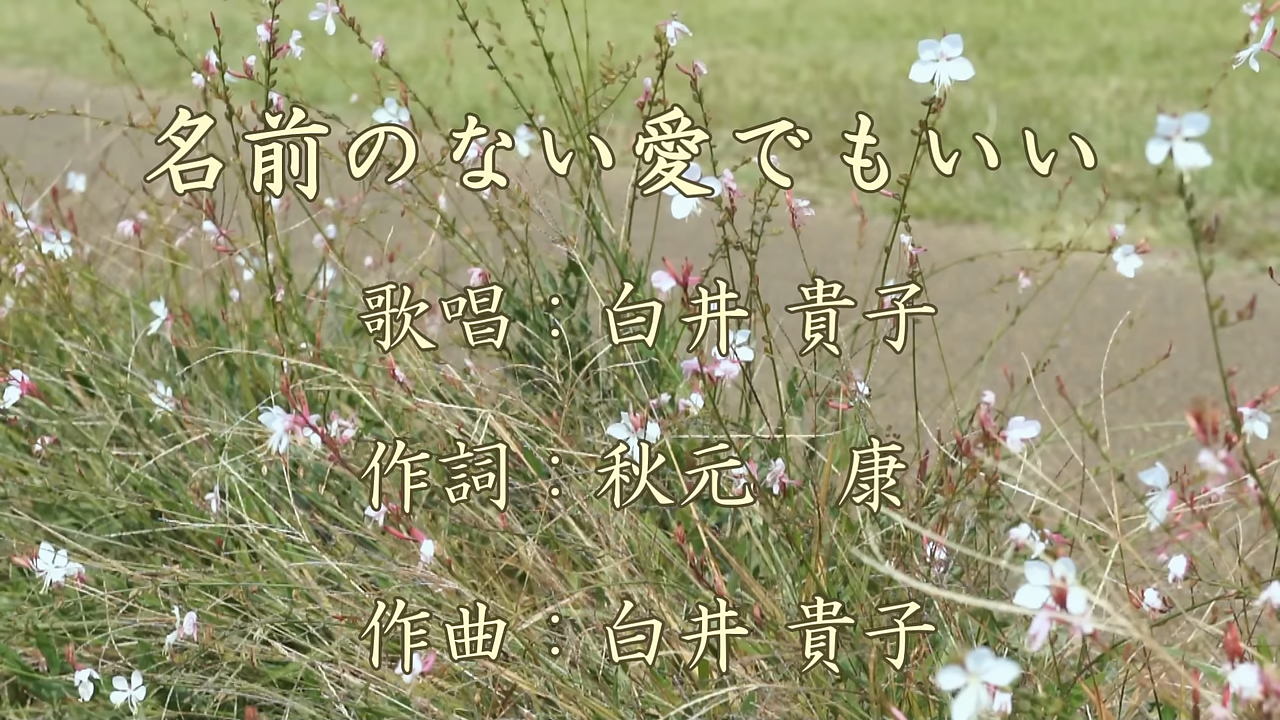 名前のない愛でもいい
歌唱：白井 貴子
作詞：秋元　康
作曲：白井 貴子